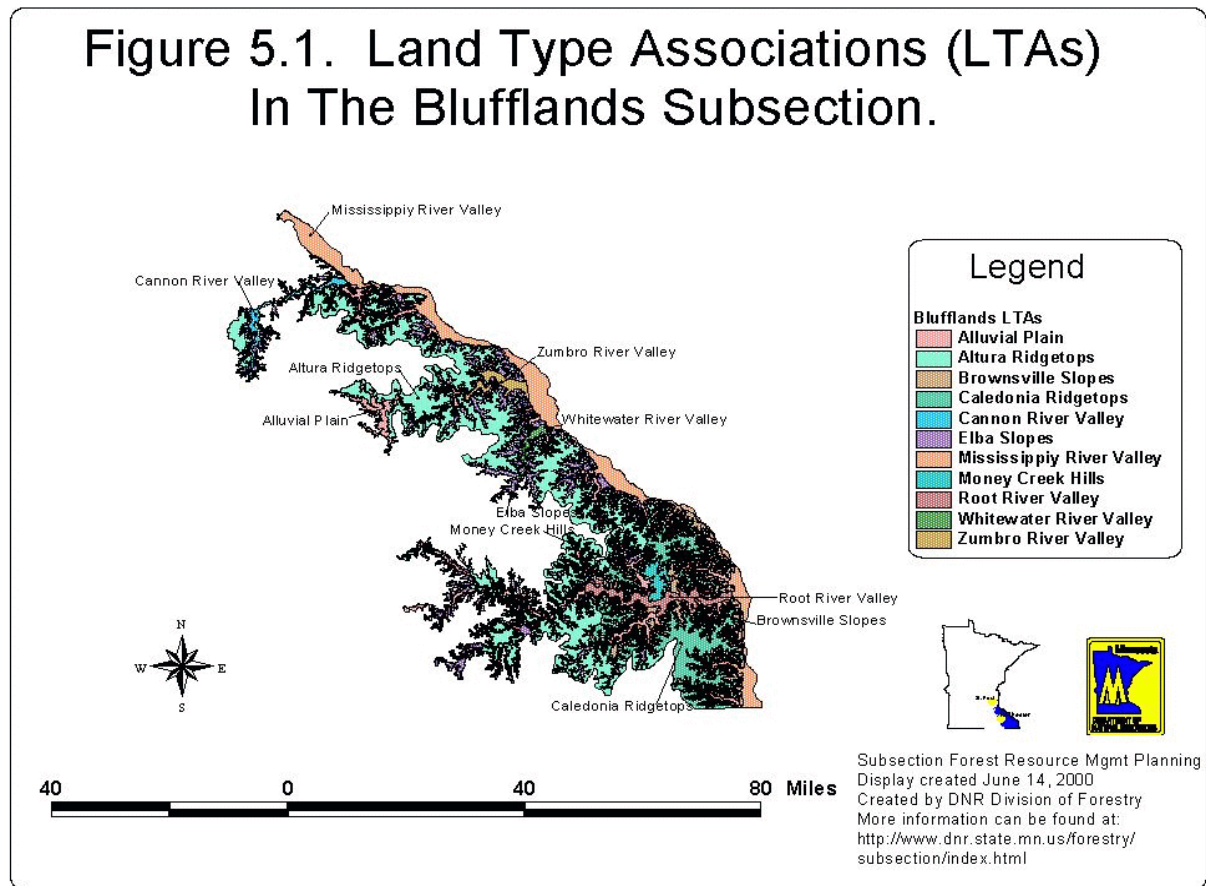 Figure 5.1. Land Type Associations (LTAs)
In The Blufflands Subsection.
Mississippiy River Valley
Cannon River Valley
Zumbro River Valley
Altura Ridgetops
Alluvial Plain
Whitewater River Valley
Elba Slopes
Money Creek Hills
Root River Valley
Brownsville Slopes
Caledonia Ridgetops
Legend
Blufflands LTAs
Alluvial Plain
Altura Ridgetops
Brownsville Slopes
Caledonia Ridgetops
Cannon River Valley
Elba Slopes
Mississippiy River Valley
Money Creek Hills
Root River Valley
Whitewater River Valley
Zumbro River Valley
N
W E
S
Minnesota
DEPARTMENT OF
40 0 40 80 Miles
Subsection Forest Resource Mgmt Planning
Display created June 14, 2000
Created by DNR Division of Forestry
More information can be found at:
http://www.dnr.state.mn.us/forestry/
subsection/index.html